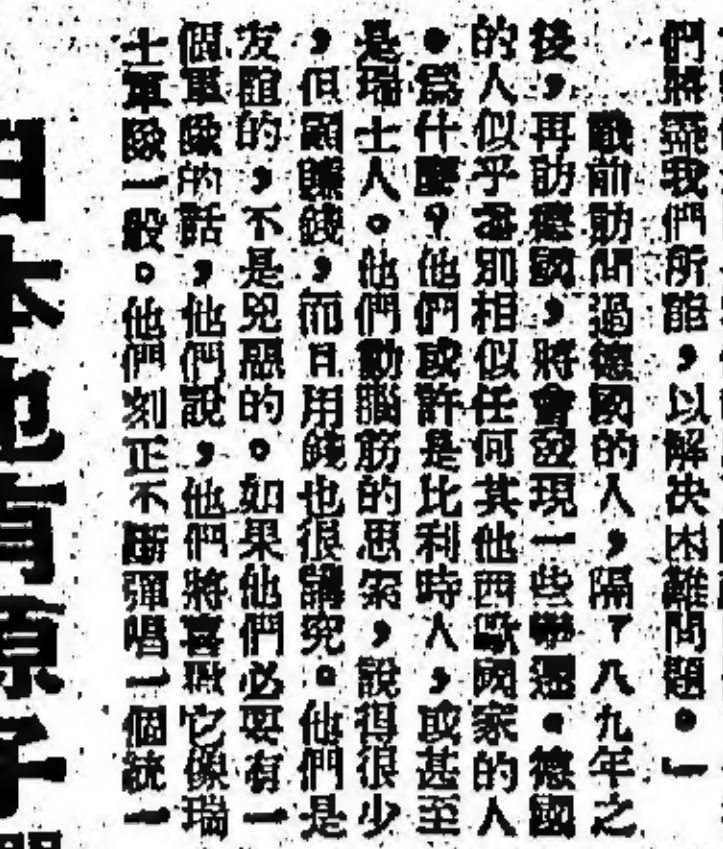 們將盡我們所能，以解決困難問題。」
戰前訪問過德國的人，隔了八九年之
後，再訪德國，將會發現一些變遷。德國
的人似乎特別相似任何其他西歐國家的人
。爲什麼？他們或許是比利時人，或甚至
是瑞士人。他們動腦筋的思索，說得很少
，但顧賺錢，而且用錢也很講究。他們是
友誼的，不是兇惡的。如果他們必要有一
個軍隊的話，他們說，他們將喜歡它像瑞
士軍隊一般。他們刻正不斷彈唱一個統一
日本也有原子